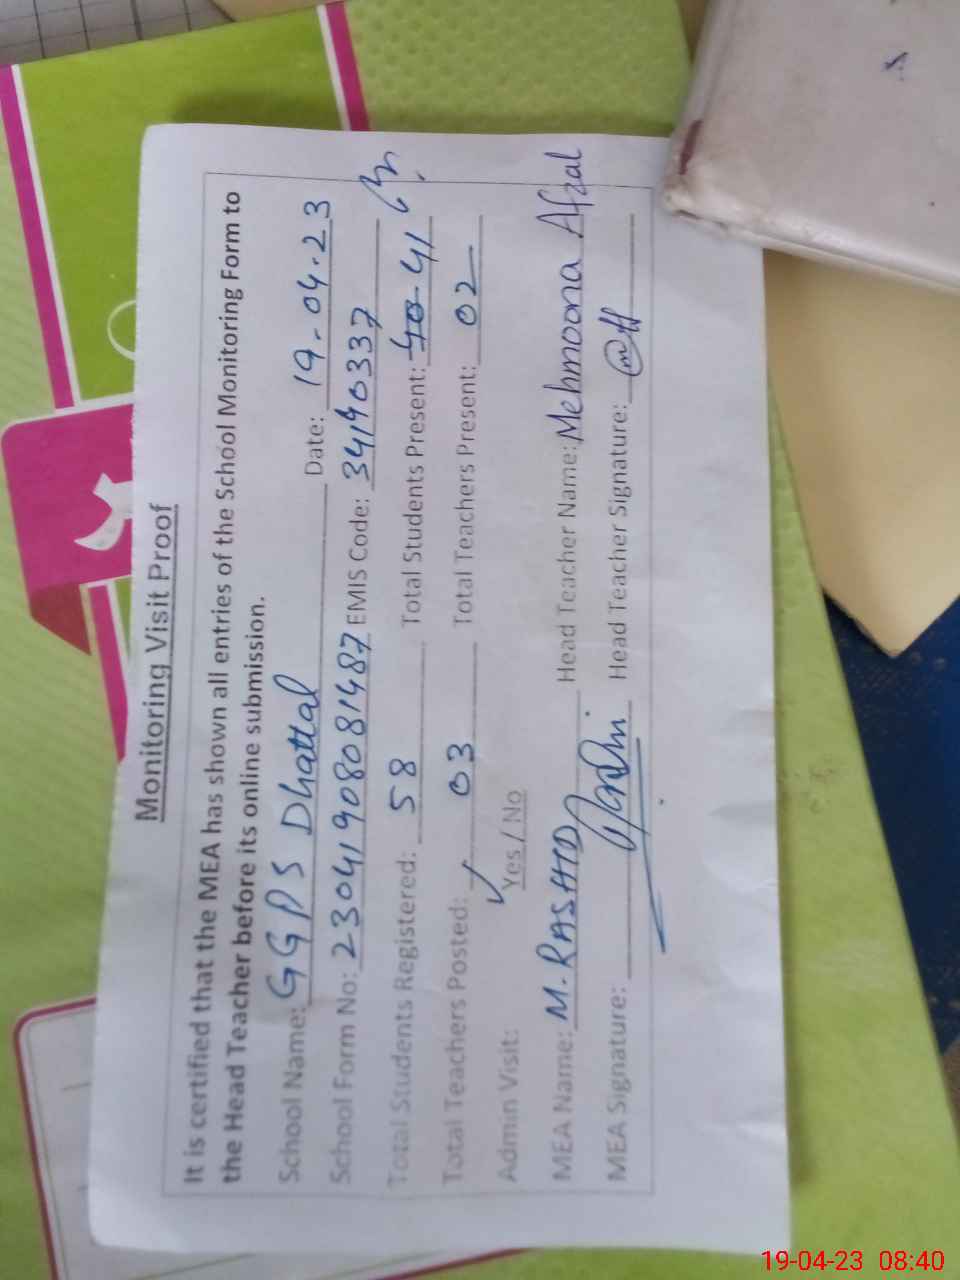 Monitoring Visit Proof
It is certified that the MEA has shown all entries of the School Monitoring Form to
the Head Teacher before its online submission.
School Name: GGPS Dhattal Date: 19-04-23
School Form No: 23041908081487 EMIS Code: 34140337
Total Students Registered: 58 Total Students Present: 40 41
Total Teachers Posted: 03 Total Teachers Present: 02
Admin Visit: Yes / No
MEA Name: M. RASHID Head Teacher Name: Mehmoona Afzal
MEA Signature: Head Teacher Signature:
19-04-23 08:40